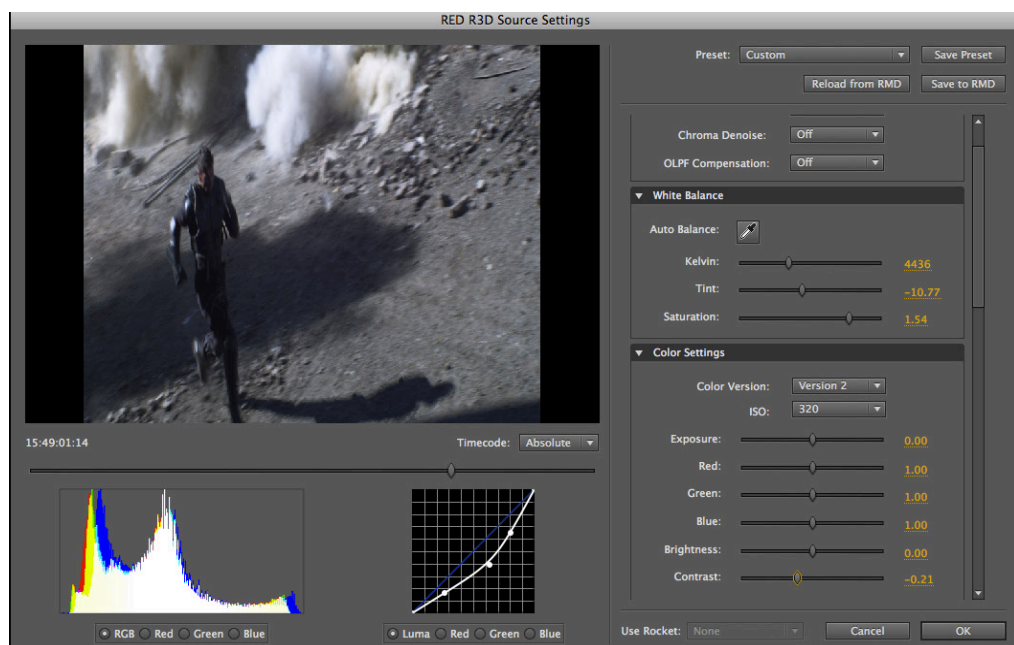 RED R3D Source Settings
Preset: Custom Save Preset
Reload from RMD Save to RMD
Chroma Denoise: Off
OLPF Compensation: Off
White Balance
Auto Balance:
Kelvin: 4436
Tint: -10.77
Saturation: 1.54
Color Settings
Color Version: Version 2
ISO: 320
Exposure: 0.00
Red: 1.00
Green: 1.00
Blue: 1.00
Brightness: 0.00
Contrast: -0.21
15:49:01:14 Timecode: Absolute
RGB Red Green Blue
Luma Red Green Blue
Use Rocket: None Cancel OK